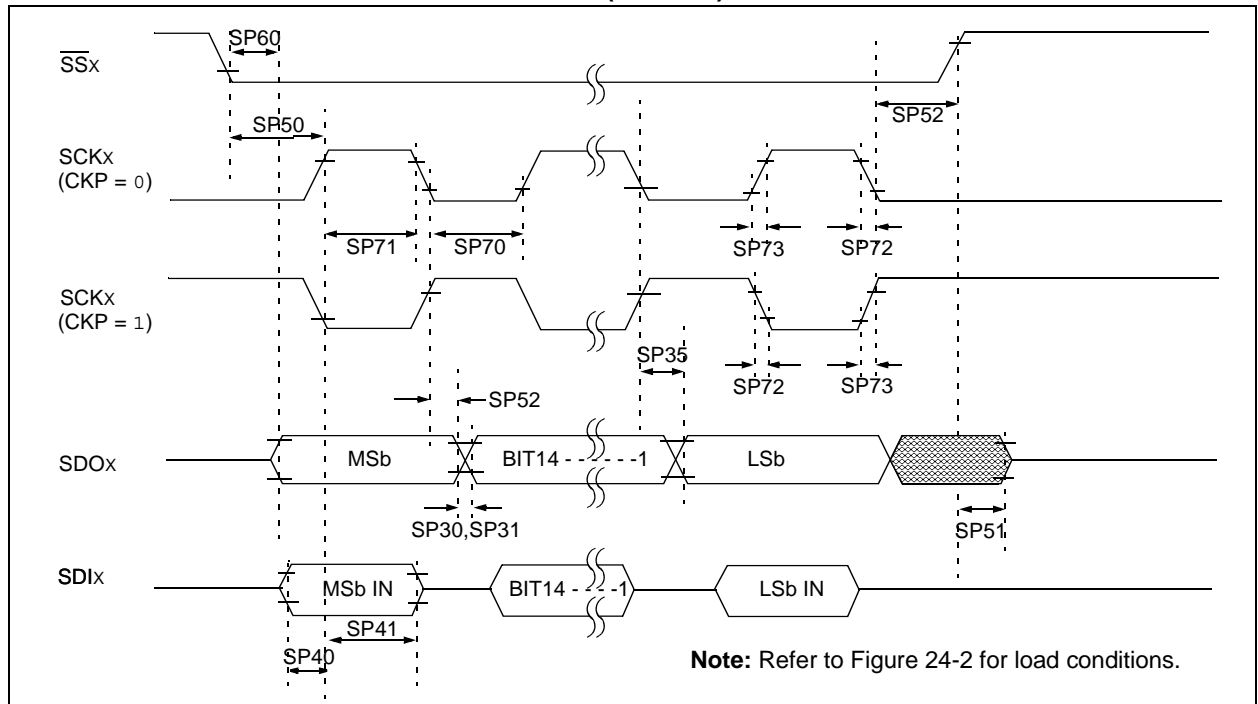 SP60
SSX
SP50
SP52
SCKX
(CKP = 0)
SP71
SP70
SP73
SP72
SCKX
(CKP = 1)
SP35
SP72
SP73
SP52
SDOX
MSb
BIT14 - - - - - -1
LSb
SP30,SP31
SP51
SDIX
MSb IN
BIT14 - - - -1
LSb IN
SP41
SP40
Note: Refer to Figure 24-2 for load conditions.